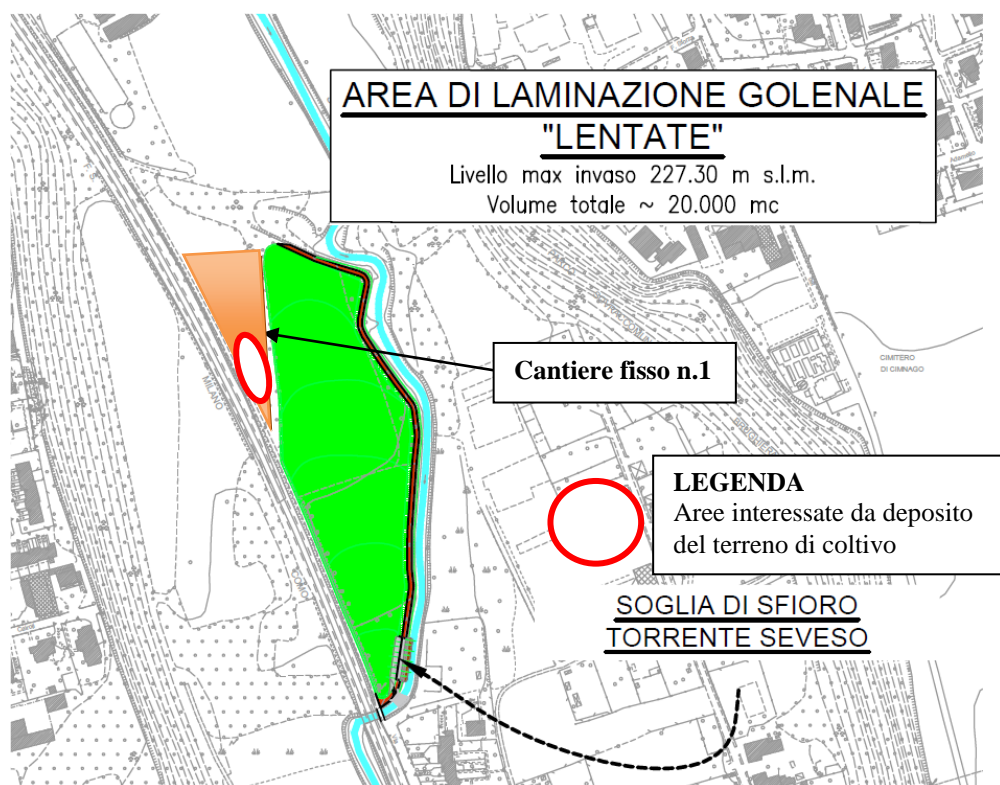 AREA DI LAMINAZIONE GOLENALE
"LENTATE"
Livello max invaso 227.30 m s.l.m.
Volume totale ~ 20.000 mc
Cantiere fisso n.1
MILANO
COMO
CIMITERO
DI CIMNAGO
LEGENDA
Aree interessate da deposito
del terreno di coltivo
SOGLIA DI SFIORO
TORRENTE SEVESO